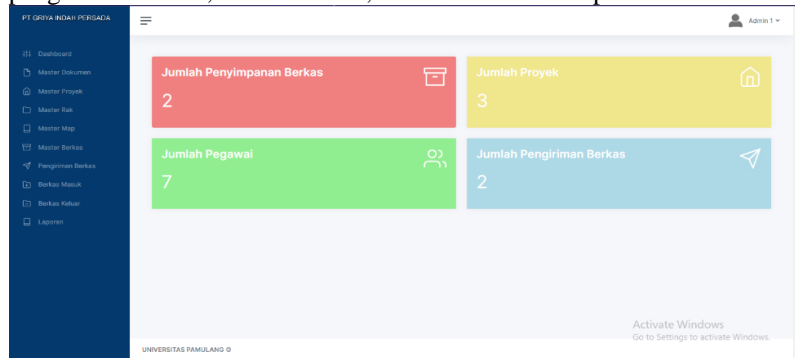 PT GRIYA INDAH PERSADA
Admin 1
Dashboard
Master Dokumen
Master Proyek
Master Rak
Master Map
Master Berkas
Pengiriman Berkas
Berkas Masuk
Berkas Keluar
Laporan
Jumlah Penyimpanan Berkas
2
Jumlah Proyek
3
Jumlah Pegawai
7
Jumlah Pengiriman Berkas
2
Activate Windows
Go to Settings to activate Windows.
UNIVERSITAS PAMULANG ©